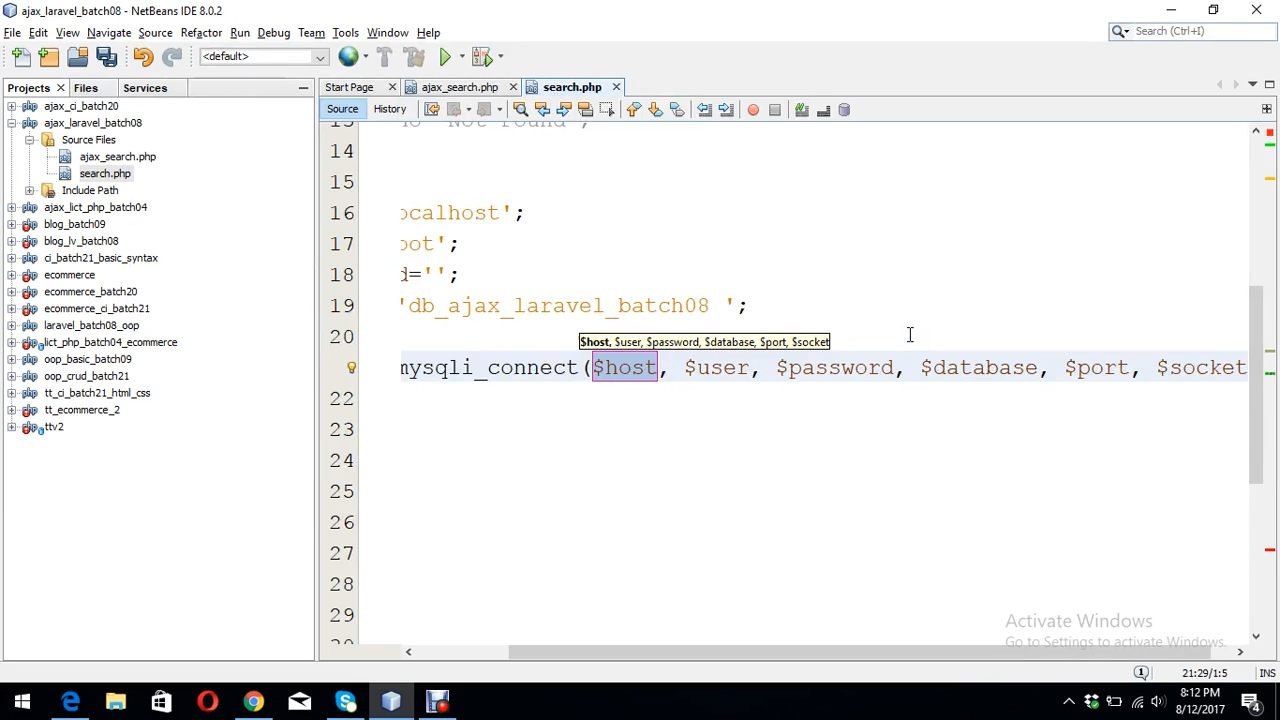 ajax_laravel_batch08 - NetBeans IDE 8.0.2
File Edit View Navigate Source Refactor Run Debug Team Tools Window Help
Search (Ctrl+I)
<default>
Projects Files Services
Start Page ajax_search.php search.php
Source History
ajax_ci_batch20
ajax_laravel_batch08
Source Files
ajax_search.php
search.php
Include Path
ajax_lict_php_batch04
blog_batch09
blog_lv_batch08
ci_batch21_basic_syntax
ecommerce
ecommerce_batch20
ecommerce_ci_batch21
laravel_batch08_oop
lict_php_batch04_ecommerce
oop_basic_batch09
oop_crud_batch21
tt_ci_batch21_html_css
tt_ecommerce_2
ttv2
14
15
16 ocalhost';
17 oot';
18 d='';
19 'db_ajax_laravel_batch08 ';
20
$host, $user, $password, $database, $port, $socket
mysqli_connect($host, $user, $password, $database, $port, $socket
22
23
24
25
26
27
28
29
Activate Windows
Go to Settings to activate Windows.
1 21:29/1:5 INS
8:12 PM
8/12/2017
4